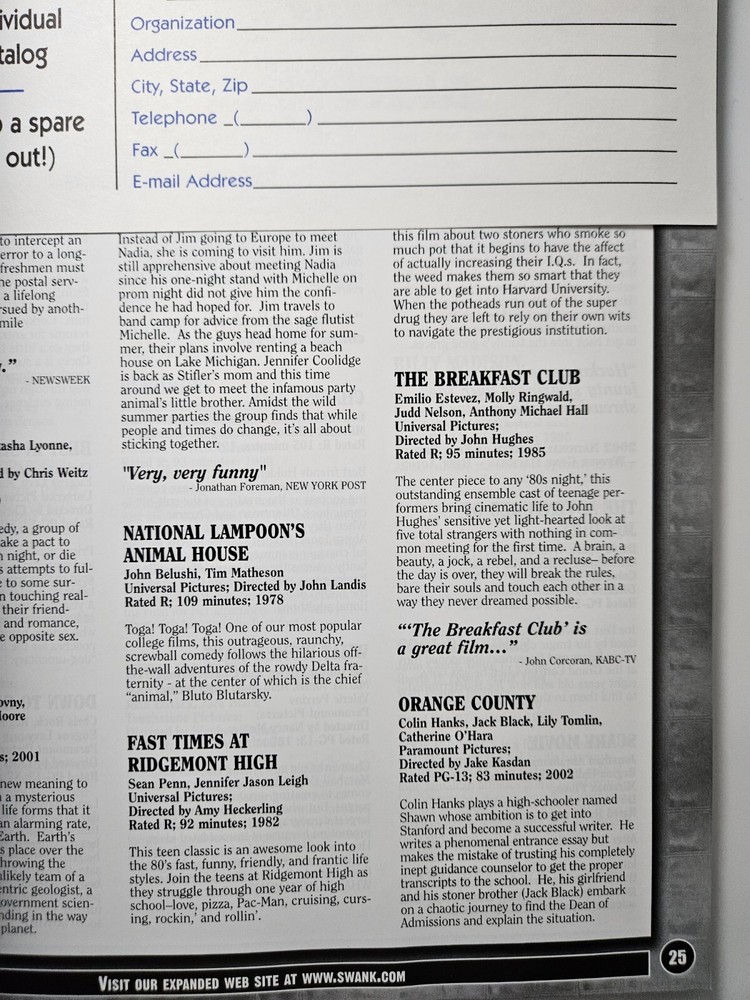 ividual
talog
a spare
out!)
Organization
Address
City, State, Zip
Telephone _(______)
Fax _(______)
E-mail Address
to intercept an
error to a long-
freshmen must
he postal serv-
a lifelong
rsued by anoth-
mile
.”
- NEWSWEEK
asha Lyonne,
d by Chris Weitz
edy, a group of
ake a pact to
n night, or die
s attempts to ful-
e to some sur-
n touching real-
their friend-
and romance,
e opposite sex.
ovny,
oore
s; 2001
new meaning to
a mysterious
life forms that it
an alarming rate,
Earth. Earth's
s place over the
throwing the
nlikely team of a
entric geologist, a
overnment scien-
nding in the way
planet.
Instead of Jim going to Europe to meet
Nadia, she is coming to visit him. Jim is
still apprehensive about meeting Nadia
since his one-night stand with Michelle on
prom night did not give him the confi-
dence he had hoped for. Jim travels to
band camp for advice from the sage flutist
Michelle. As the guys head home for sum-
mer, their plans involve renting a beach
house on Lake Michigan. Jennifer Coolidge
is back as Stifler's mom and this time
around we get to meet the infamous party
animal's little brother. Amidst the wild
summer parties the group finds that while
people and times do change, it's all about
sticking together.
"Very, very funny"
- Jonathan Foreman, NEW YORK POST
NATIONAL LAMPOON'S
ANIMAL HOUSE
John Belushi, Tim Matheson
Universal Pictures; Directed by John Landis
Rated R; 109 minutes; 1978
Toga! Toga! Toga! One of our most popular
college films, this outrageous, raunchy,
screwball comedy follows the hilarious off-
the-wall adventures of the rowdy Delta fra-
ternity - at the center of which is the chief
“animal,” Bluto Blutarsky.
FAST TIMES AT
RIDGEMONT HIGH
Sean Penn, Jennifer Jason Leigh
Universal Pictures;
Directed by Amy Heckerling
Rated R; 92 minutes; 1982
This teen classic is an awesome look into
the 80's fast, funny, friendly, and frantic life
styles. Join the teens at Ridgemont High as
they struggle through one year of high
school–love, pizza, Pac-Man, cruising, curs-
ing, rockin,' and rollin'.
this film about two stoners who smoke so
much pot that it begins to have the affect
of actually increasing their I.Q.s. In fact,
the weed makes them so smart that they
are able to get into Harvard University.
When the potheads run out of the super
drug they are left to rely on their own wits
to navigate the prestigious institution.
THE BREAKFAST CLUB
Emilio Estevez, Molly Ringwald,
Judd Nelson, Anthony Michael Hall
Universal Pictures;
Directed by John Hughes
Rated R; 95 minutes; 1985
The center piece to any ‘80s night,’ this
outstanding ensemble cast of teenage per-
formers bring cinematic life to John
Hughes' sensitive yet light-hearted look at
five total strangers with nothing in com-
mon meeting for the first time. A brain, a
beauty, a jock, a rebel, and a recluse– before
the day is over, they will break the rules,
bare their souls and touch each other in a
way they never dreamed possible.
“‘The Breakfast Club’ is
a great film...”
- John Corcoran, KABC-TV
ORANGE COUNTY
Colin Hanks, Jack Black, Lily Tomlin,
Catherine O'Hara
Paramount Pictures;
Directed by Jake Kasdan
Rated PG-13; 83 minutes; 2002
Colin Hanks plays a high-schooler named
Shawn whose ambition is to get into
Stanford and become a successful writer. He
writes a phenomenal entrance essay but
makes the mistake of trusting his completely
inept guidance counselor to get the proper
transcripts to the school. He, his girlfriend
and his stoner brother (Jack Black) embark
on a chaotic journey to find the Dean of
Admissions and explain the situation.
VISIT OUR EXPANDED WEB SITE AT WWW.SWANK.COM
25